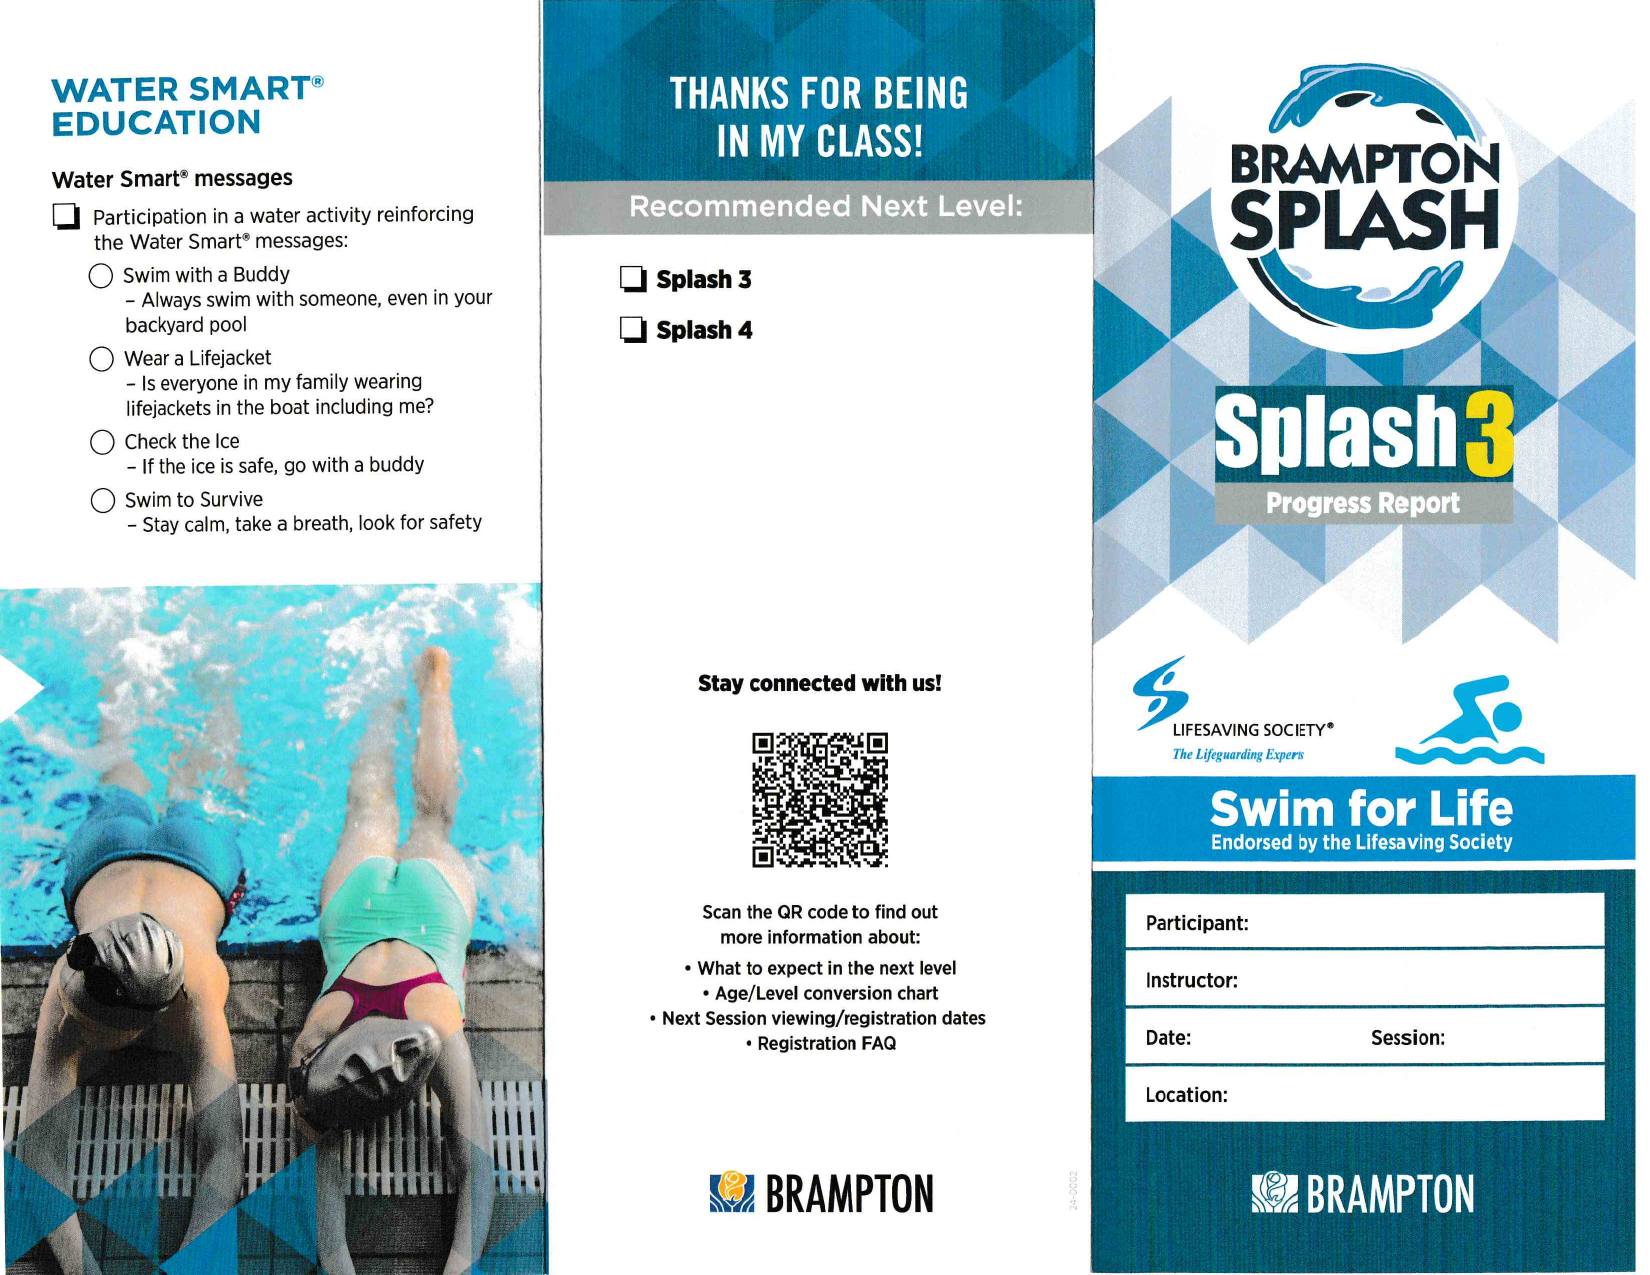 WATER SMART®
EDUCATION
Water Smart® messages
Participation in a water activity reinforcing
the Water Smart® messages:
Swim with a Buddy
– Always swim with someone, even in your
backyard pool
Wear a Lifejacket
– Is everyone in my family wearing
lifejackets in the boat including me?
Check the Ice
– If the ice is safe, go with a buddy
Swim to Survive
– Stay calm, take a breath, look for safety
THANKS FOR BEING
IN MY CLASS!
Recommended Next Level:
Splash 3
Splash 4
Stay connected with us!
Scan the QR code to find out
more information about:
• What to expect in the next level
• Age/Level conversion chart
• Next Session viewing/registration dates
• Registration FAQ
BRAMPTON
24-0002
BRAMPTON
SPLASH
Splash 3
Progress Report
LIFESAVING SOCIETY®
The Lifeguarding Experts
Swim for Life
Endorsed by the Lifesaving Society
Participant:
Instructor:
Date: Session:
Location:
BRAMPTON